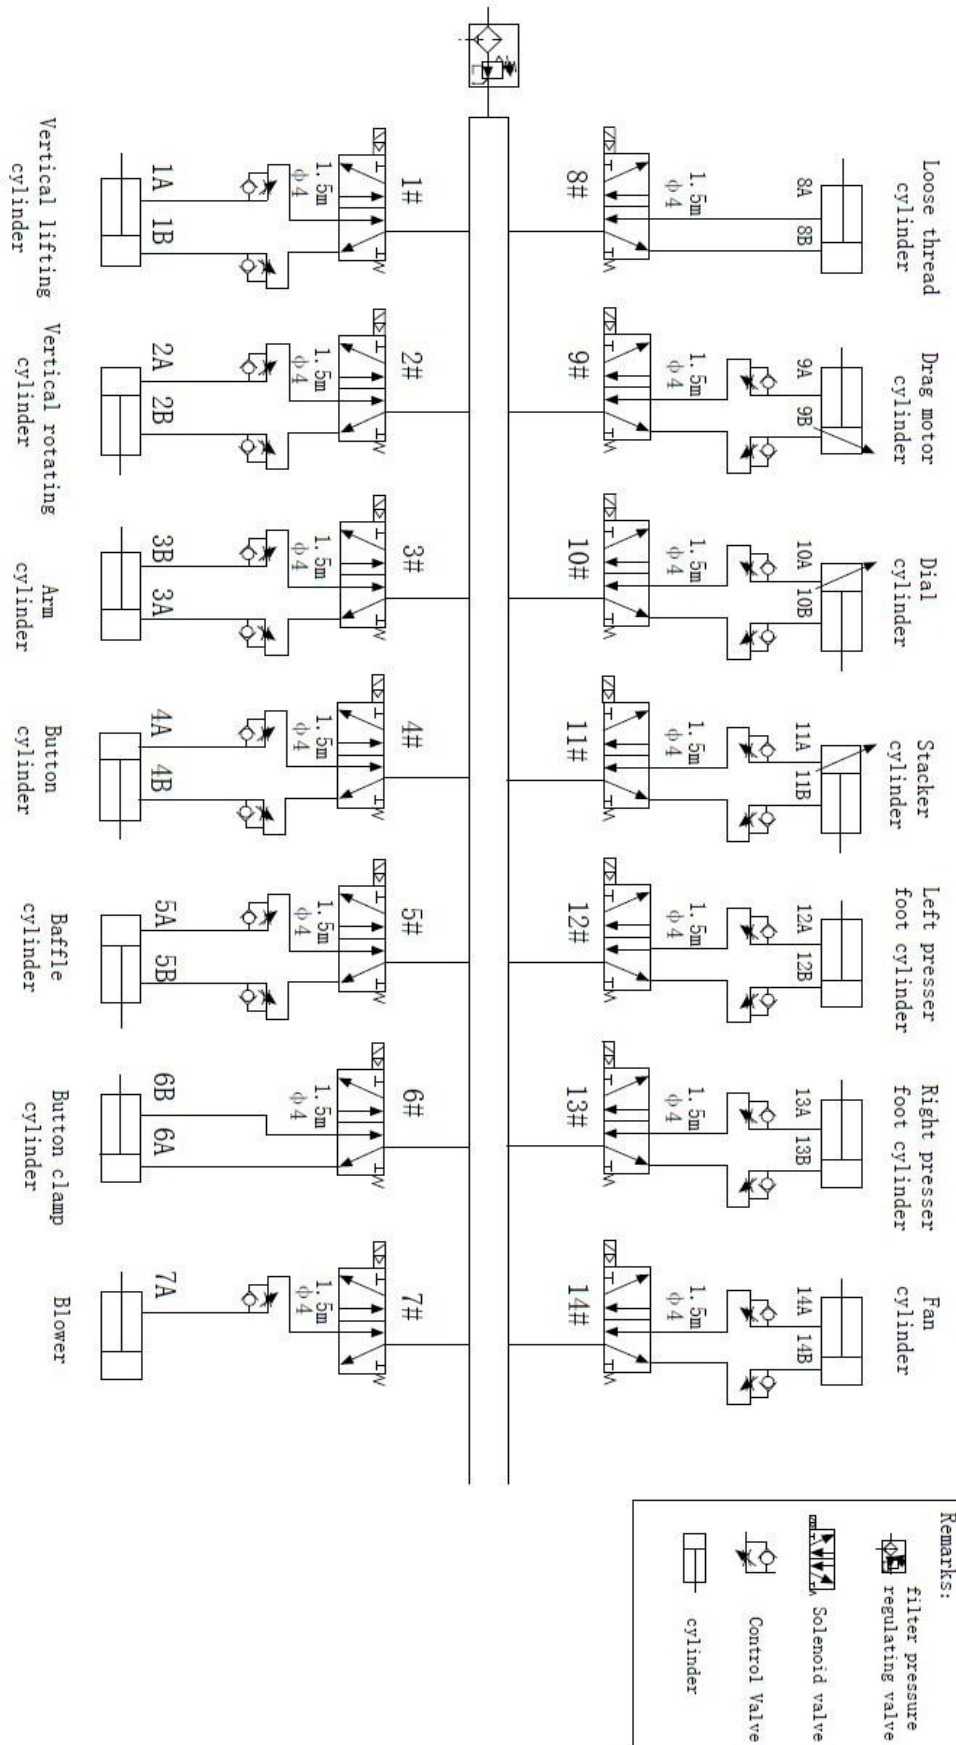 Loose thread
cylinder
Drag motor
cylinder
Dial
cylinder
Stacker
cylinder
Left presser
foot cylinder
Right presser
foot cylinder
Fan
cylinder
8A 8B
9A 9B
10A 10B
11A 11B
12A 12B
13A 13B
14A 14B
1.5m
Φ4
1.5m
Φ4
1.5m
Φ4
1.5m
Φ4
1.5m
Φ4
1.5m
Φ4
1.5m
Φ4
8#
9#
10#
11#
12#
13#
14#
1#
2#
3#
4#
5#
6#
7#
1.5m
Φ4
1.5m
Φ4
1.5m
Φ4
1.5m
Φ4
1.5m
Φ4
1.5m
Φ4
1.5m
Φ4
1A 1B
2A 2B
3B 3A
4A 4B
5A 5B
6B 6A
7A
Vertical lifting
cylinder
Vertical rotating
cylinder
Arm
cylinder
Button
cylinder
Baffle
cylinder
Button clamp
cylinder
Blower
Remarks:
filter pressure
regulating valve
Solenoid valve
Control Valve
cylinder